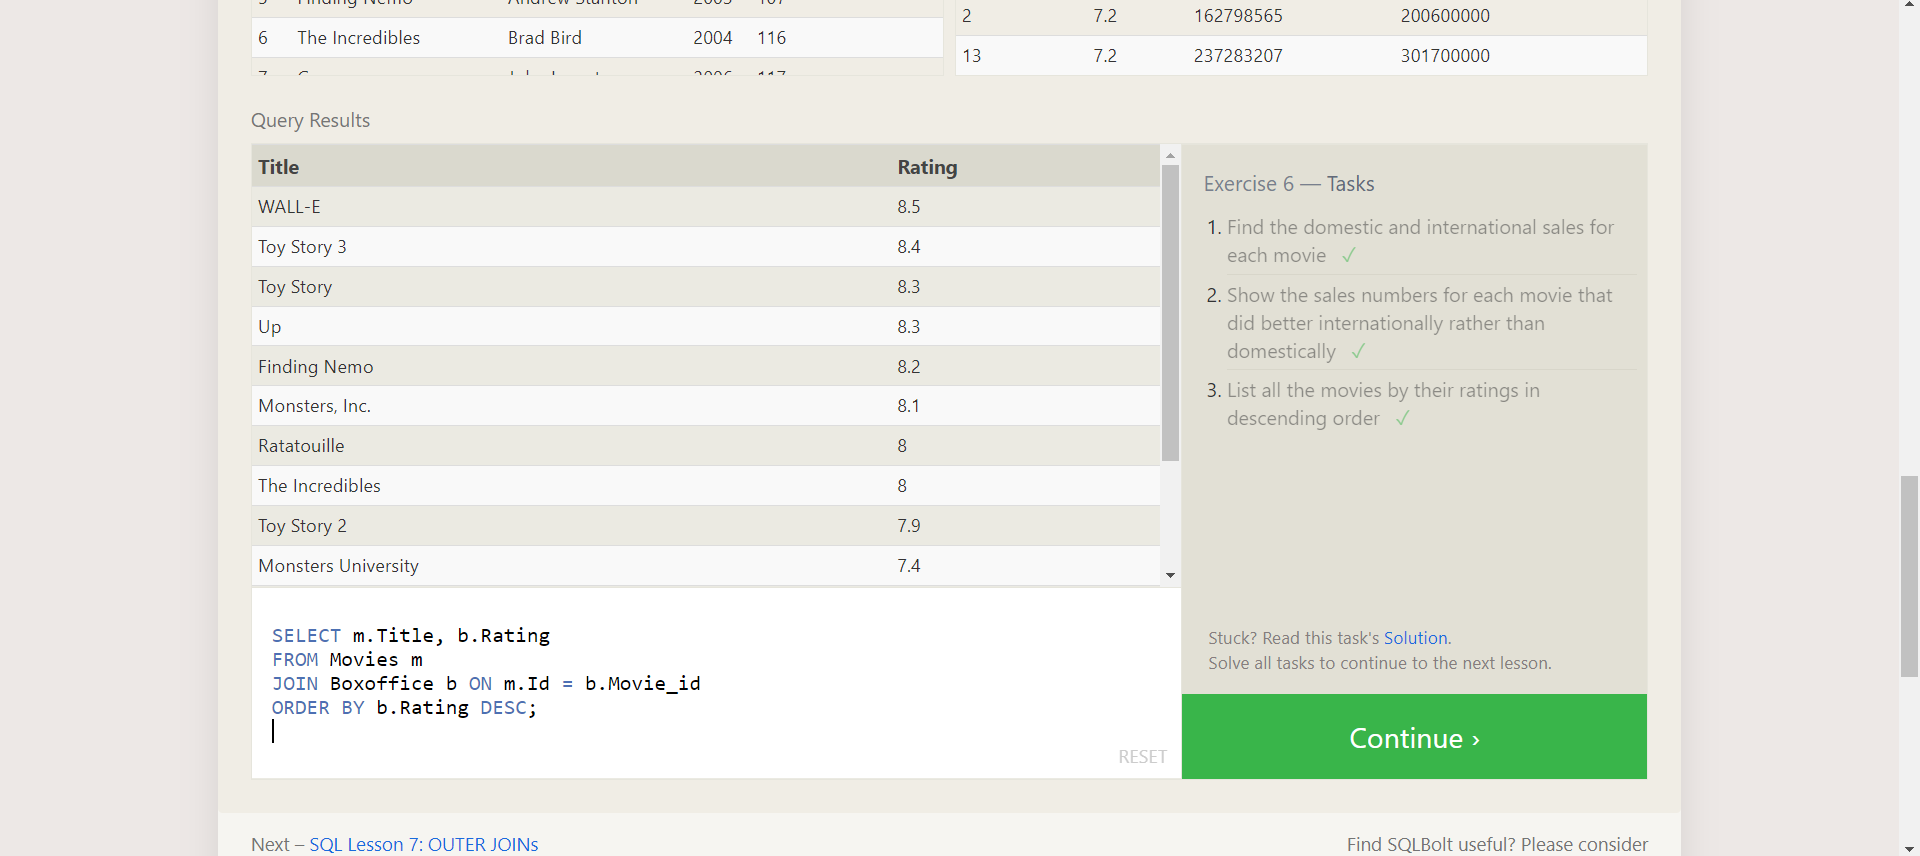 5 Finding Nemo Andrew Stanton 2003 107
6 The Incredibles Brad Bird 2004 116
2 7.2 162798565 200600000
13 7.2 237283207 301700000
Query Results
Title Rating
WALL-E 8.5
Toy Story 3 8.4
Toy Story 8.3
Up 8.3
Finding Nemo 8.2
Monsters, Inc. 8.1
Ratatouille 8
The Incredibles 8
Toy Story 2 7.9
Monsters University 7.4
SELECT m.Title, b.Rating
FROM Movies m
JOIN Boxoffice b ON m.Id = b.Movie_id
ORDER BY b.Rating DESC;
RESET
Exercise 6 — Tasks
1. Find the domestic and international sales for
each movie ✓
2. Show the sales numbers for each movie that
did better internationally rather than
domestically ✓
3. List all the movies by their ratings in
descending order ✓
Stuck? Read this task's Solution.
Solve all tasks to continue to the next lesson.
Continue ›
Next – SQL Lesson 7: OUTER JOINs
Find SQLBolt useful? Please consider